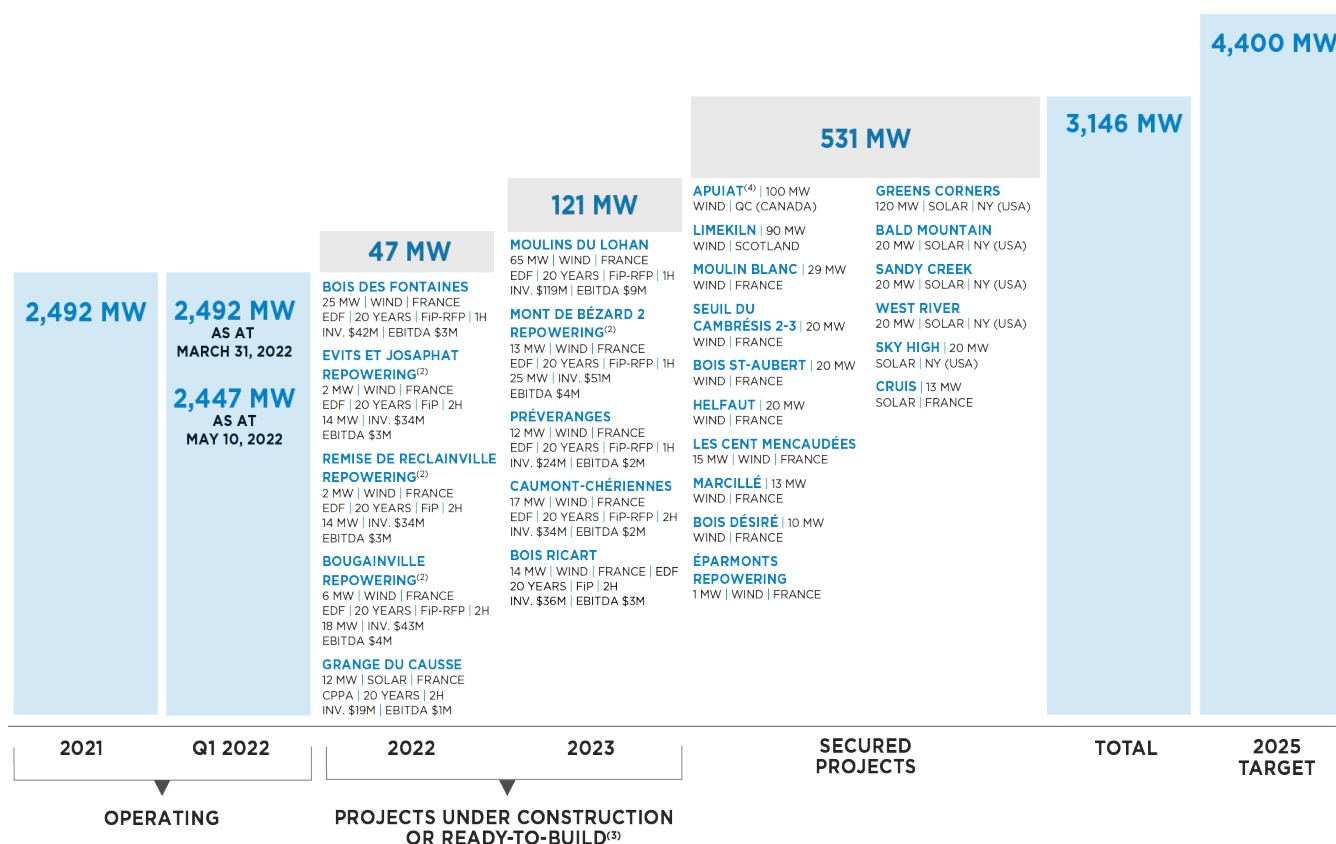 4,400 MW
3,146 MW
531 MW
121 MW
47 MW
2,492 MW
2,492 MW
AS AT
MARCH 31, 2022
2,447 MW
AS AT
MAY 10, 2022
BOIS DES FONTAINES
25 MW | WIND | FRANCE
EDF | 20 YEARS | FiP-RFP | 1H
INV. $42M | EBITDA $3M
EVITS ET JOSAPHAT
REPOWERING(2)
2 MW | WIND | FRANCE
EDF | 20 YEARS | FiP | 2H
14 MW | INV. $34M
EBITDA $3M
REMISE DE RECLAINVILLE
REPOWERING(2)
2 MW | WIND | FRANCE
EDF | 20 YEARS | FiP | 2H
14 MW | INV. $34M
EBITDA $3M
BOUGAINVILLE
REPOWERING(2)
6 MW | WIND | FRANCE
EDF | 20 YEARS | FiP-RFP | 2H
18 MW | INV. $43M
EBITDA $4M
GRANGE DU CAUSSE
12 MW | SOLAR | FRANCE
CPPA | 20 YEARS | 2H
INV. $19M | EBITDA $1M
MOULINS DU LOHAN
65 MW | WIND | FRANCE
EDF | 20 YEARS | FiP-RFP | 1H
INV. $119M | EBITDA $9M
MONT DE BÉZARD 2
REPOWERING(2)
13 MW | WIND | FRANCE
EDF | 20 YEARS | FiP-RFP | 1H
25 MW | INV. $51M
EBITDA $4M
PRÉVERANGES
12 MW | WIND | FRANCE
EDF | 20 YEARS | FiP-RFP | 1H
INV. $24M | EBITDA $2M
CAUMONT-CHÉRIENNES
17 MW | WIND | FRANCE
EDF | 20 YEARS | FiP-RFP | 2H
INV. $34M | EBITDA $2M
BOIS RICART
14 MW | WIND | FRANCE | EDF
20 YEARS | FiP | 2H
INV. $36M | EBITDA $3M
APUIAT(4) | 100 MW
WIND | QC (CANADA)
LIMEKILN | 90 MW
WIND | SCOTLAND
MOULIN BLANC | 29 MW
WIND | FRANCE
SEUIL DU
CAMBRÉSIS 2-3 | 20 MW
WIND | FRANCE
BOIS ST-AUBERT | 20 MW
WIND | FRANCE
HELFAUT | 20 MW
WIND | FRANCE
LES CENT MENCAUDÉES
15 MW | WIND | FRANCE
MARCILLÉ | 13 MW
WIND | FRANCE
BOIS DÉSIRÉ | 10 MW
WIND | FRANCE
ÉPARMONTS
REPOWERING
1 MW | WIND | FRANCE
GREENS CORNERS
120 MW | SOLAR | NY (USA)
BALD MOUNTAIN
20 MW | SOLAR | NY (USA)
SANDY CREEK
20 MW | SOLAR | NY (USA)
WEST RIVER
20 MW | SOLAR | NY (USA)
SKY HIGH | 20 MW
SOLAR | NY (USA)
CRUIS | 13 MW
SOLAR | FRANCE
2021
Q1 2022
2022
2023
SECURED
PROJECTS
TOTAL
2025
TARGET
OPERATING
PROJECTS UNDER CONSTRUCTION
OR READY-TO-BUILD(3)